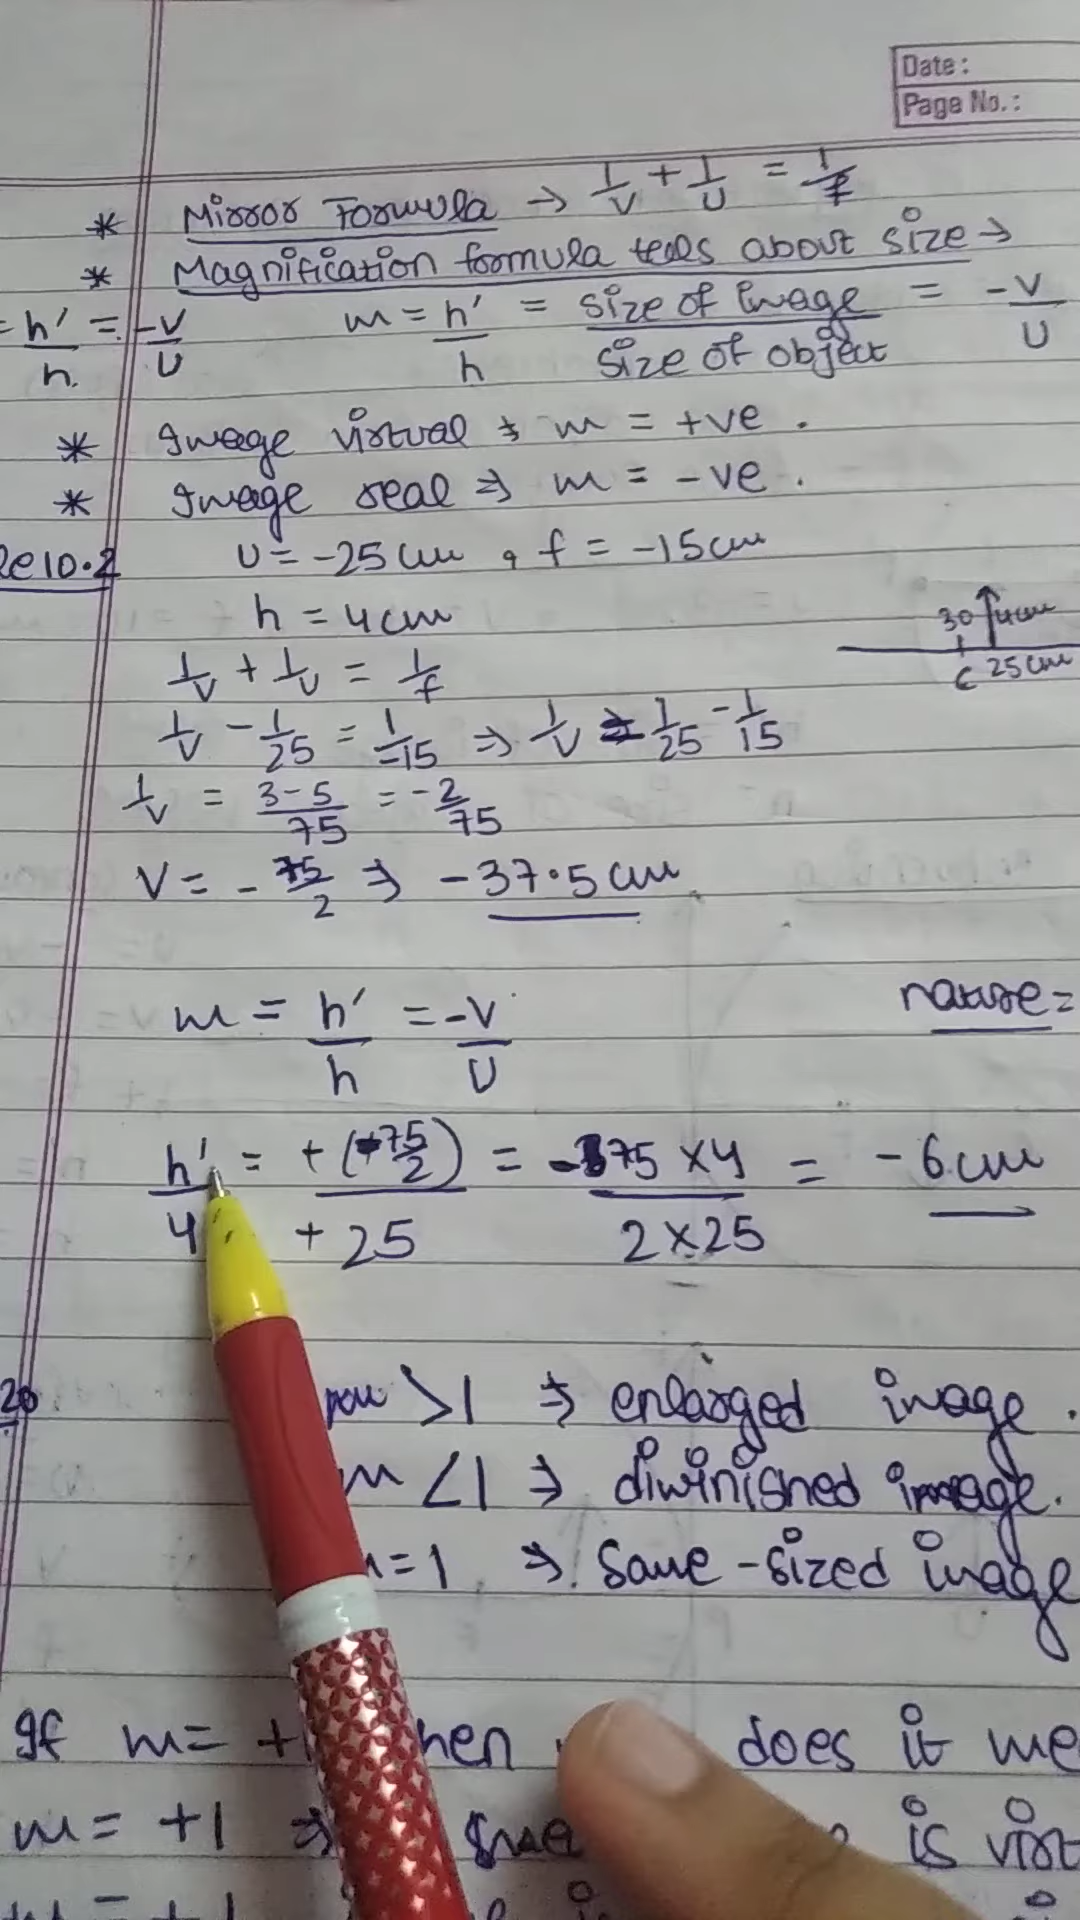 Date :
Page No. :
* Mirror Formula → 1/v + 1/u = 1/f
* Magnification formula tells about size →
= h'/h = -v/u m = h'/h = size of image/size of object = -v/u
* Image virtual ⇒ m = +ve .
* Image real ⇒ m = -ve .
le 10.2 u = -25 cm , f = -15 cm
h = 4 cm
30 4cm
C 25 cm
1/v + 1/u = 1/f
1/v - 1/25 = 1/-15 ⇒ 1/v = 1/25 - 1/15
1/v = 3-5/75 = -2/75
v = -75/2 ⇒ -37.5 cm
nature =
m = h'/h = -v/u
h'/4 = +(-75/2)/+25 = -75 × 4/2 × 25 = -6 cm
20 m > 1 ⇒ enlarged image .
m < 1 ⇒ diminished image .
= 1 ⇒ Same-sized image
If m = + does it me
m = +1 ⇒ is virt